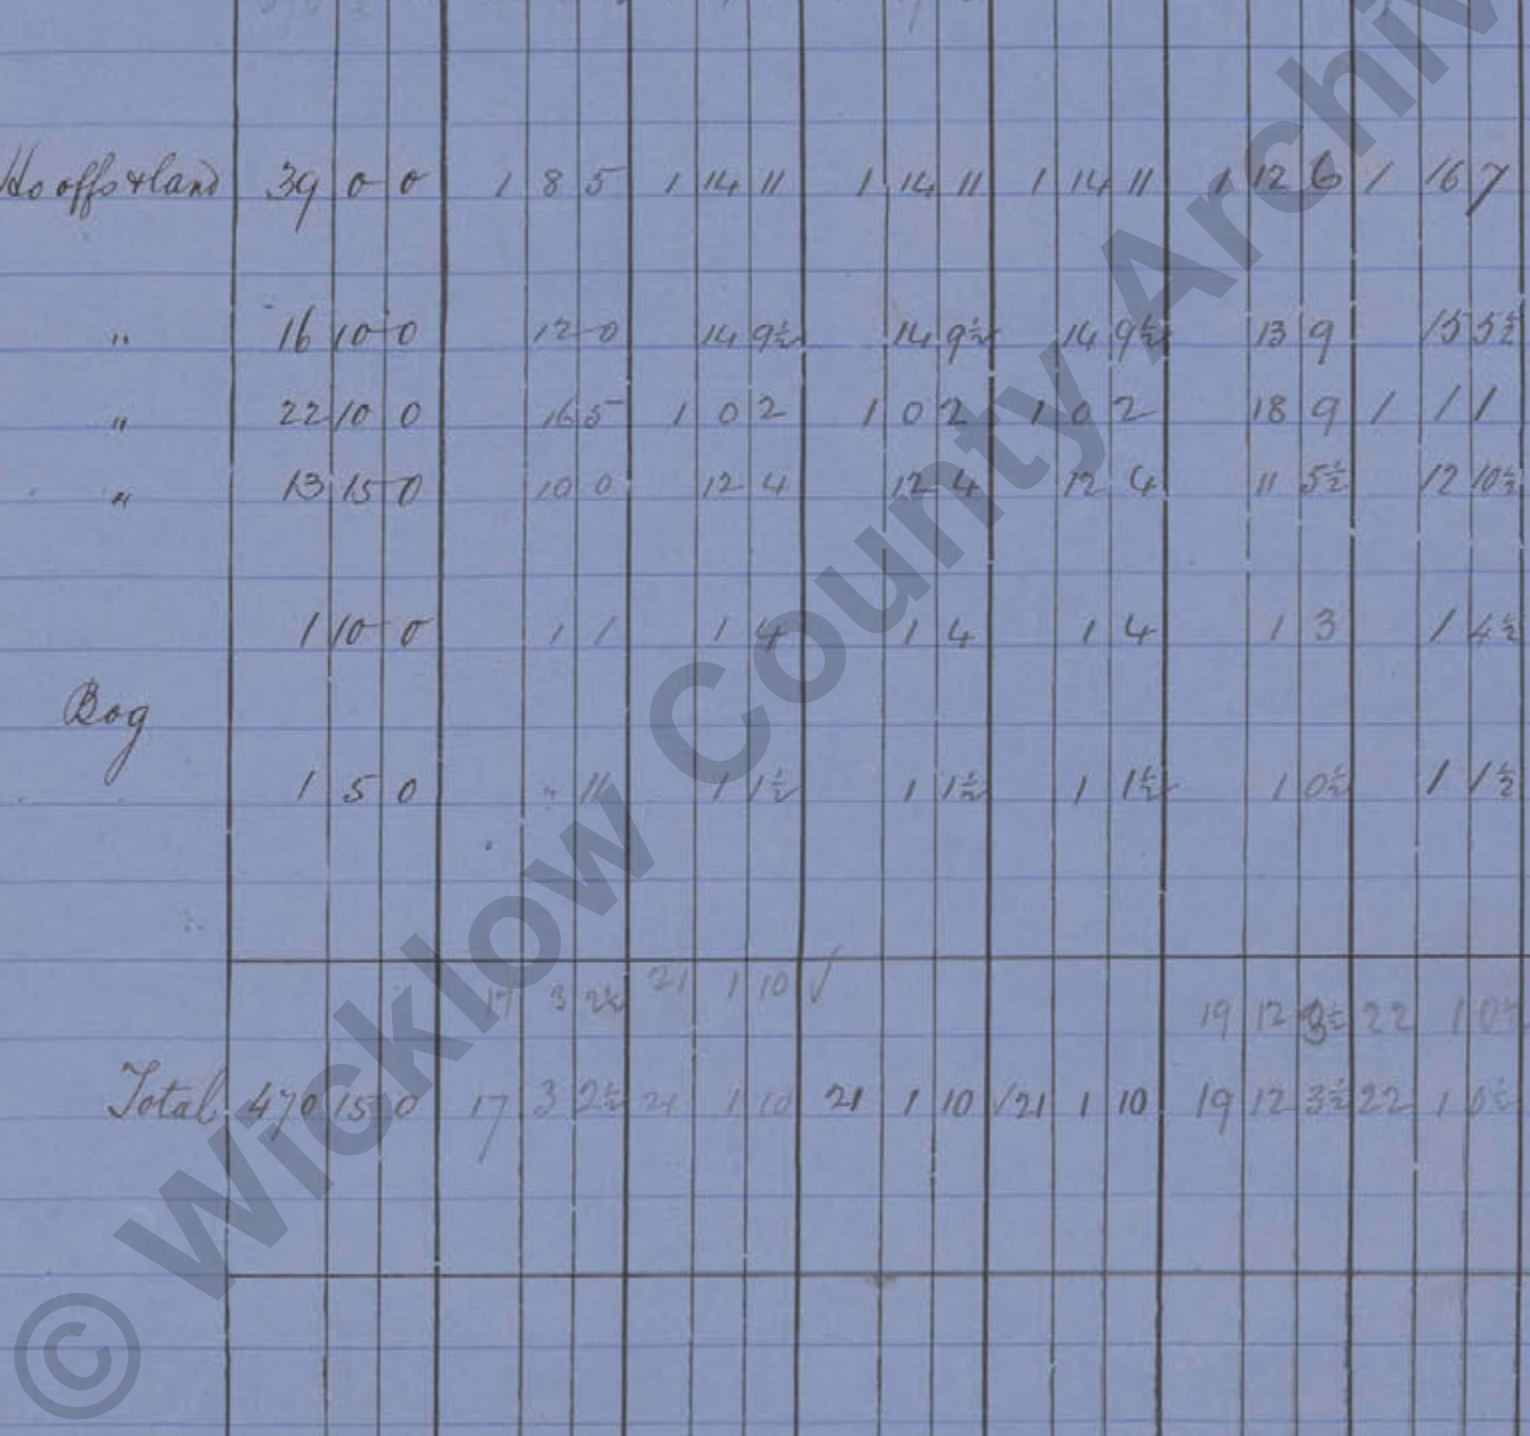 Ho offs & land 39 0 0 1 8 5 1 14 11 1 14 11 1 14 11 1 12 6 1 16 7
" 16 10 0 12 0 14 9½ 14 9½ 14 9½ 13 9 15 5½
" 22 10 0 16 5 1 0 2 1 0 2 1 0 2 18 9 1 1 1
" 13 15 0 10 0 12 4 12 4 12 4 11 5½ 12 10½
1 10 0 1 1 1 4 1 4 1 4 1 3 1 4½
Bog
1 5 0 " 11 1 1½ 1 1½ 1 1½ 1 0½ 1 1½
17 3 2½ 21 1 10 ✓ 19 12 3½ 22 1 0½
Total 470 15 0 17 3 2½ 21 1 10 21 1 10 ✓ 21 1 10 19 12 3½ 22 1 0½
© Wicklow County Archiv